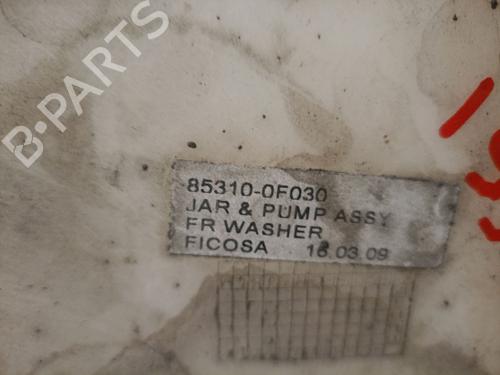 B-PARTS
85310-0F030
JAR & PUMP ASSY
FR WASHER
FICOSA 16.03.09